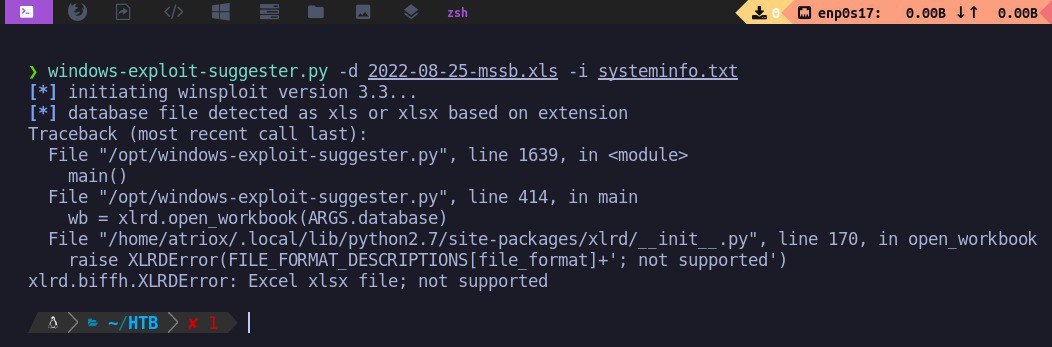 zsh
0
enp0s17: 0.00B ↓↑ 0.00B
❯ windows-exploit-suggester.py -d 2022-08-25-mssb.xls -i systeminfo.txt
[*] initiating winsploit version 3.3...
[*] database file detected as xls or xlsx based on extension
Traceback (most recent call last):
  File "/opt/windows-exploit-suggester.py", line 1639, in <module>
    main()
  File "/opt/windows-exploit-suggester.py", line 414, in main
    wb = xlrd.open_workbook(ARGS.database)
  File "/home/atriox/.local/lib/python2.7/site-packages/xlrd/__init__.py", line 170, in open_workbook
    raise XLRDError(FILE_FORMAT_DESCRIPTIONS[file_format]+'; not supported')
xlrd.biffh.XLRDError: Excel xlsx file; not supported
~/HTB ✘ 1